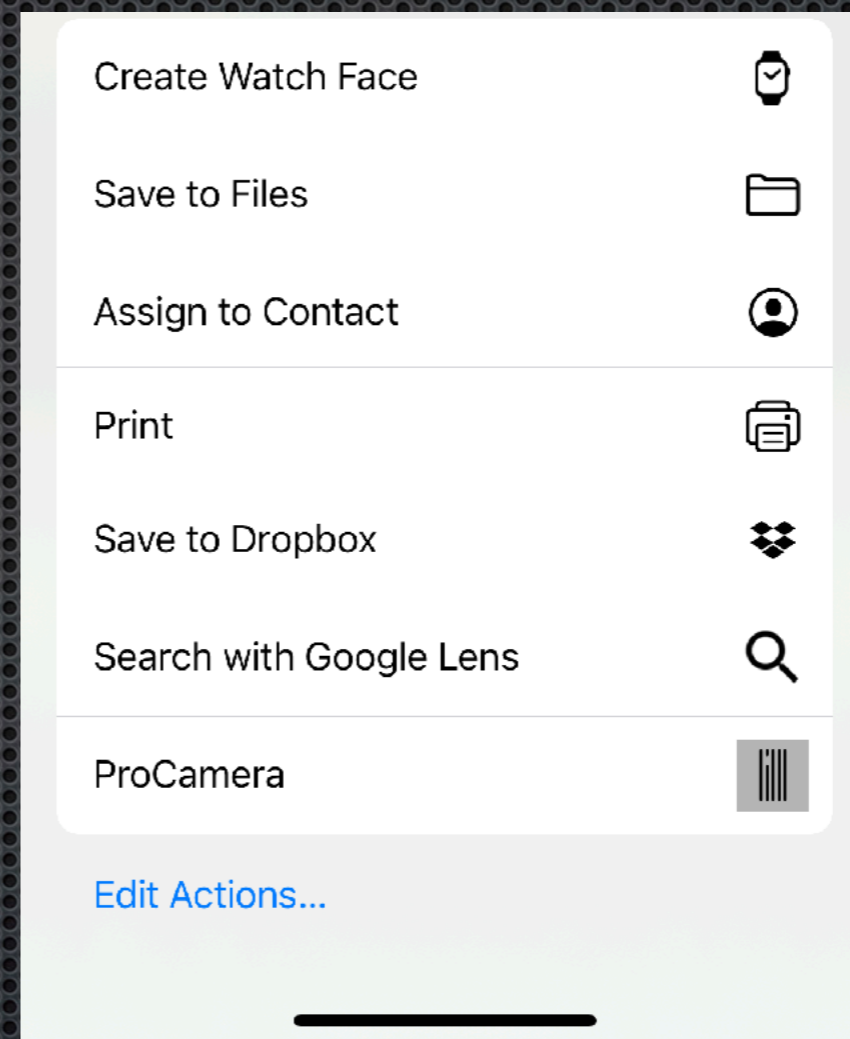 Create Watch Face
Save to Files
Assign to Contact
Print
Save to Dropbox
Search with Google Lens
ProCamera
Edit Actions...